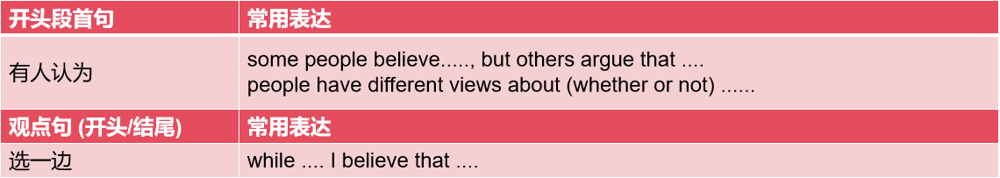 开头段首句 常用表达
有人认为
some people believe....., but others argue that ....
people have different views about (whether or not) ......
观点句 (开头/结尾) 常用表达
选一边 while .... I believe that ....